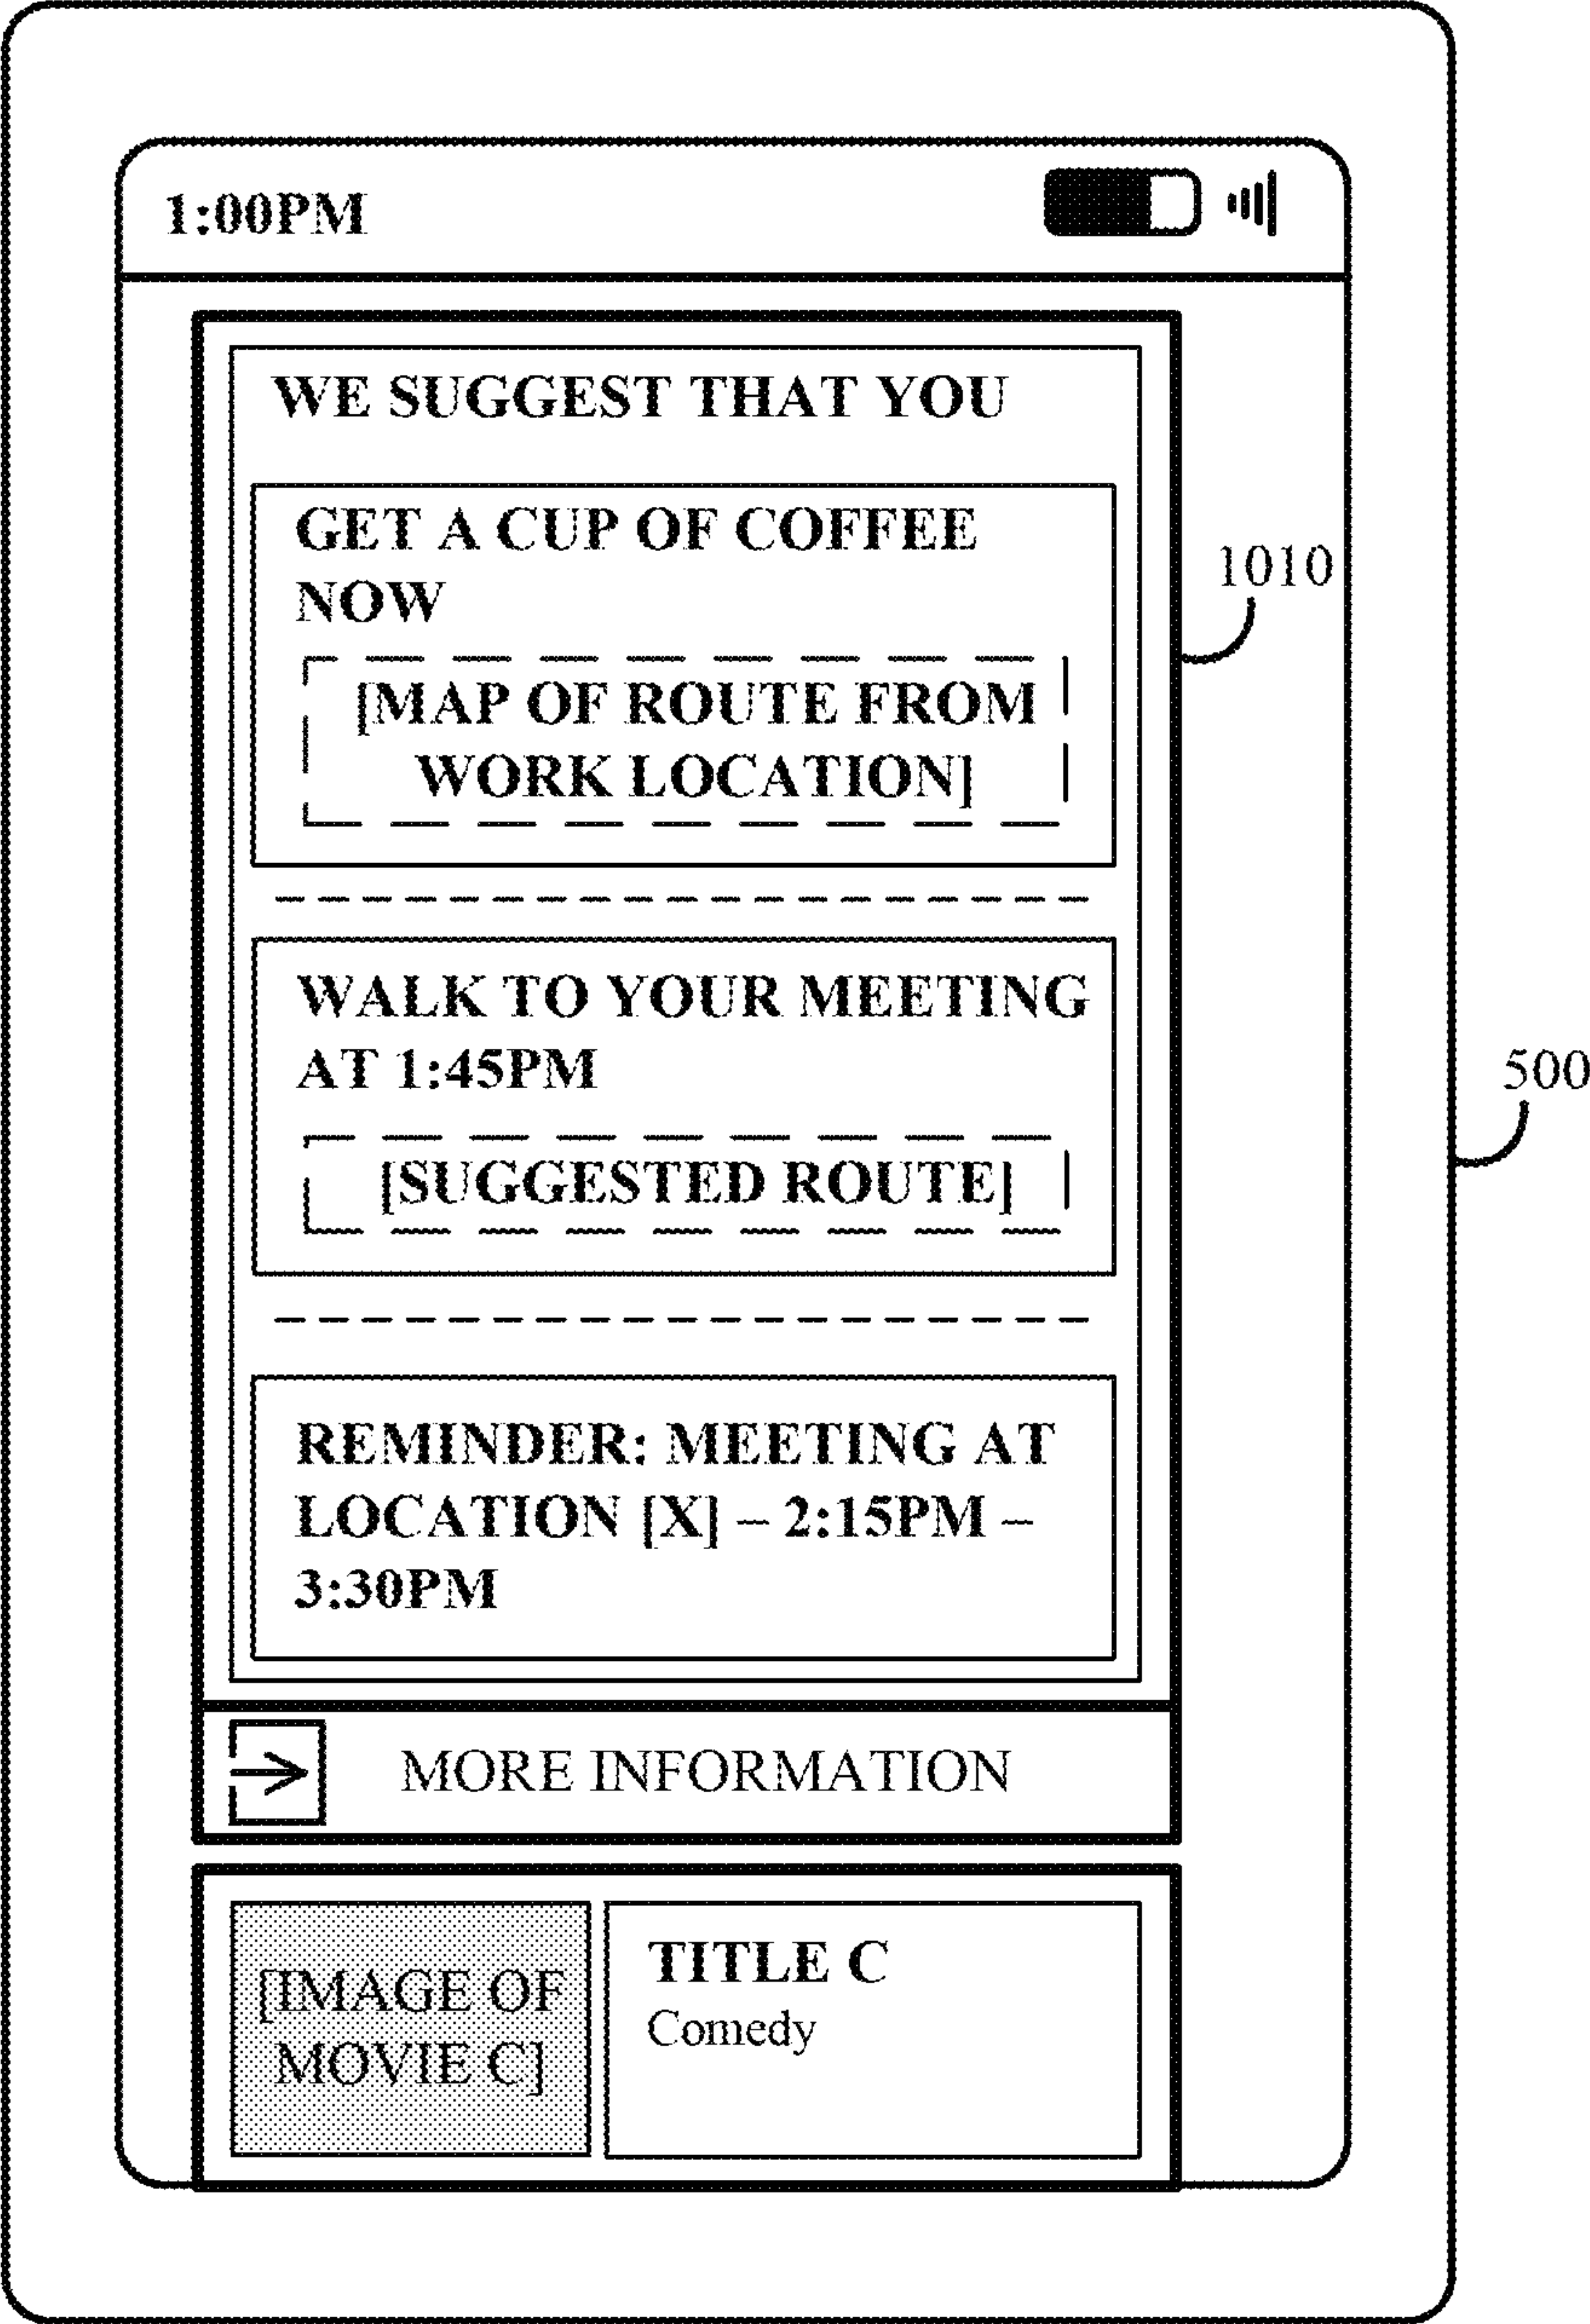 1:00PM
WE SUGGEST THAT YOU
GET A CUP OF COFFEE
NOW
[MAP OF ROUTE FROM
WORK LOCATION]
1010
WALK TO YOUR MEETING
AT 1:45PM
[SUGGESTED ROUTE]
500
REMINDER: MEETING AT
LOCATION [X] – 2:15PM –
3:30PM
MORE INFORMATION
[IMAGE OF
MOVIE C]
TITLE C
Comedy